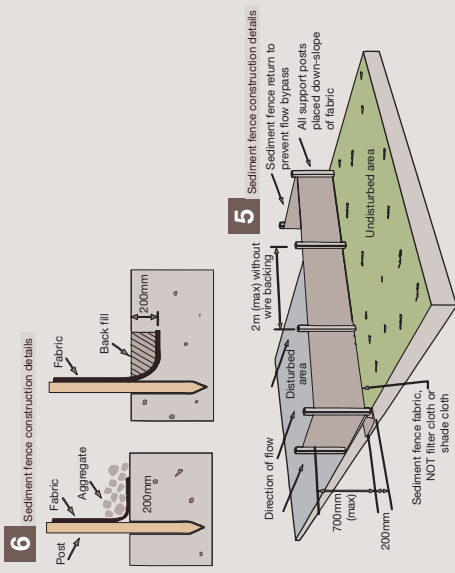 6
Sediment fence construction details
Fabric
Aggregate
Post
200mm
Fabric
Back fill
200mm
5
Sediment fence construction details
Sediment fence return to
prevent flow bypass
All support posts
placed down-slope
of fabric
2m (max) without
wire backing
Disturbed
area
Undisturbed area
Direction of flow
700mm
(max)
200mm
Sediment fence fabric,
NOT filter cloth or
shade cloth